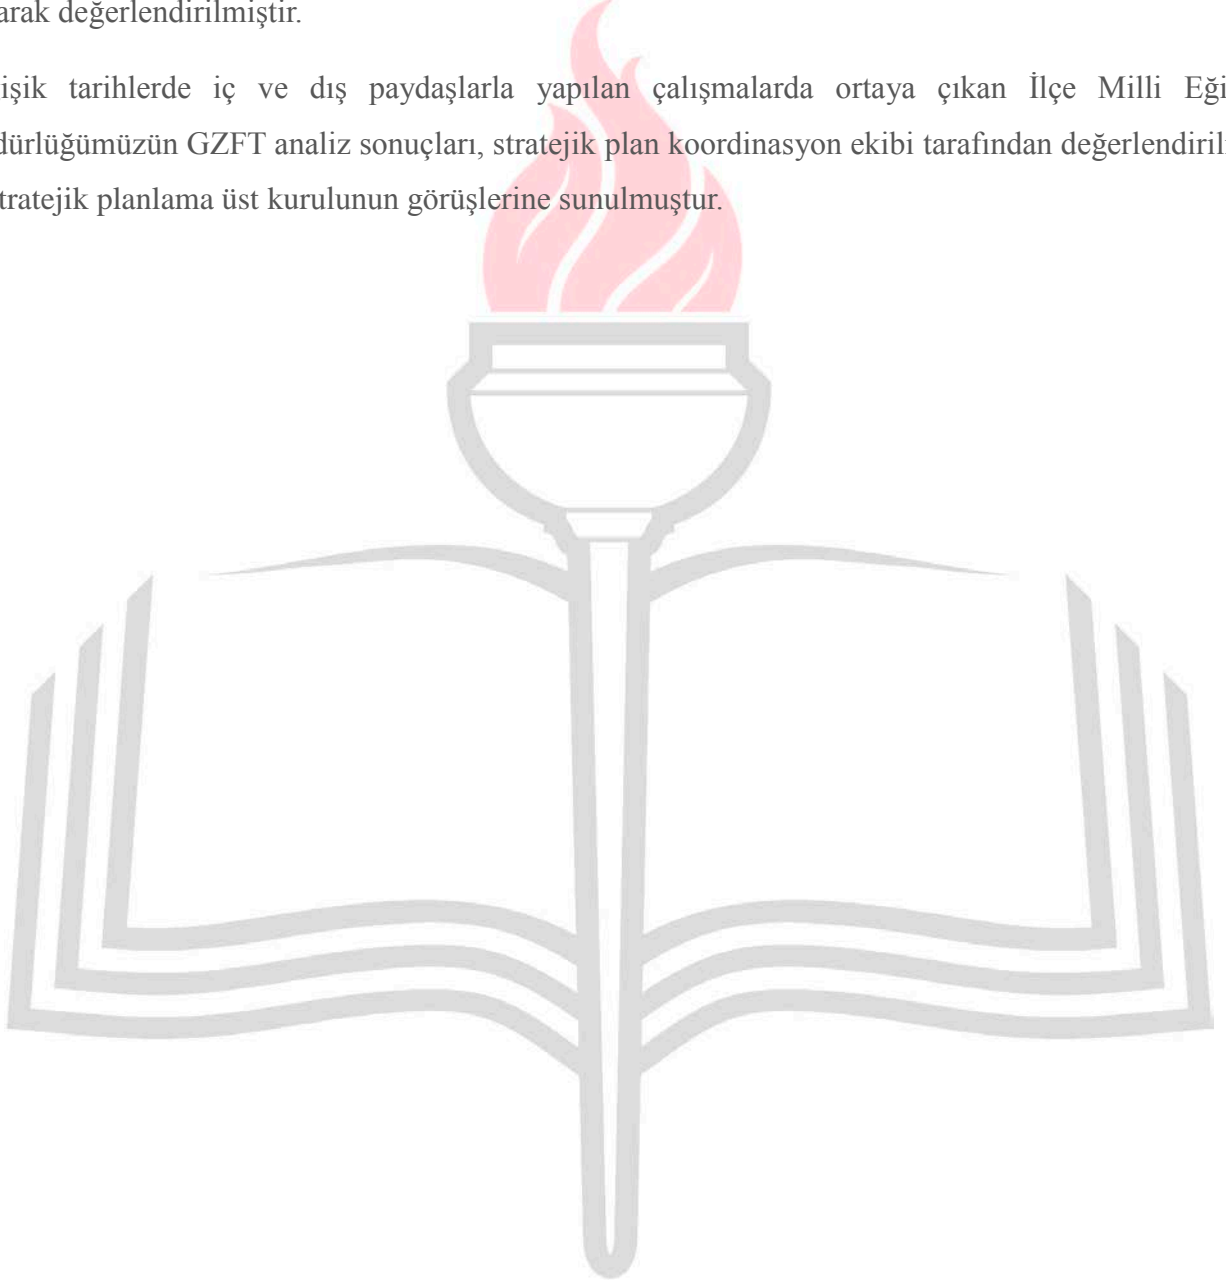 arak değerlendirilmiştir.
işik tarihlerde iç ve dış paydaşlarla yapılan çalışmalarda ortaya çıkan İlçe Milli Eği
dürlüğümüzün GZFT analiz sonuçları, stratejik plan koordinasyon ekibi tarafından değerlendiril
tratejik planlama üst kurulunun görüşlerine sunulmuştur.